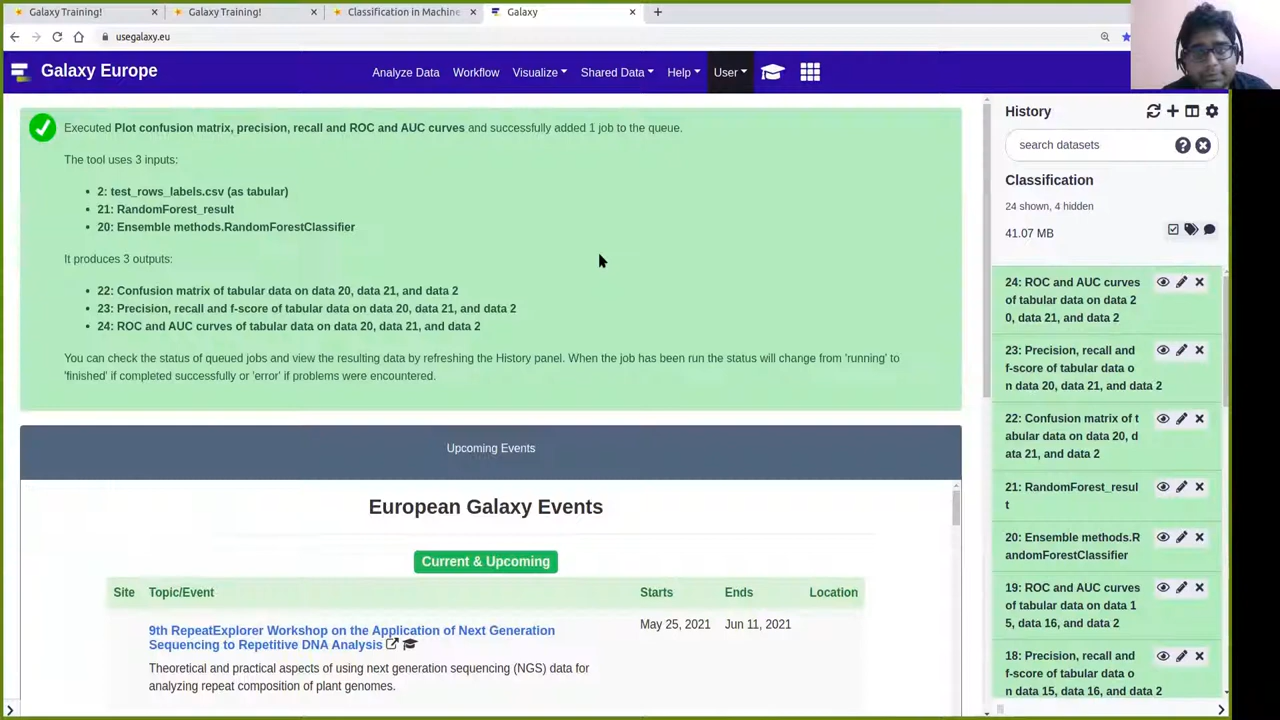 Galaxy Training!
Galaxy Training!
Classification in Machine
Galaxy
usegalaxy.eu
Galaxy Europe
Analyze Data
Workflow
Visualize
Shared Data
Help
User
Executed Plot confusion matrix, precision, recall and ROC and AUC curves and successfully added 1 job to the queue.
The tool uses 3 inputs:
2: test_rows_labels.csv (as tabular)
21: RandomForest_result
20: Ensemble methods.RandomForestClassifier
It produces 3 outputs:
22: Confusion matrix of tabular data on data 20, data 21, and data 2
23: Precision, recall and f-score of tabular data on data 20, data 21, and data 2
24: ROC and AUC curves of tabular data on data 20, data 21, and data 2
You can check the status of queued jobs and view the resulting data by refreshing the History panel. When the job has been run the status will change from 'running' to
'finished' if completed successfully or 'error' if problems were encountered.
Upcoming Events
European Galaxy Events
Current & Upcoming
Site Topic/Event Starts Ends Location
9th RepeatExplorer Workshop on the Application of Next Generation May 25, 2021 Jun 11, 2021
Sequencing to Repetitive DNA Analysis
Theoretical and practical aspects of using next generation sequencing (NGS) data for
analyzing repeat composition of plant genomes.
History
search datasets
Classification
24 shown, 4 hidden
41.07 MB
24: ROC and AUC curves
of tabular data on data 2
0, data 21, and data 2
23: Precision, recall and
f-score of tabular data o
n data 20, data 21, and data 2
22: Confusion matrix of t
abular data on data 20, d
ata 21, and data 2
21: RandomForest_resul
t
20: Ensemble methods.R
andomForestClassifier
19: ROC and AUC curves
of tabular data on data 1
5, data 16, and data 2
18: Precision, recall and
f-score of tabular data o
n data 15, data 16, and data 2